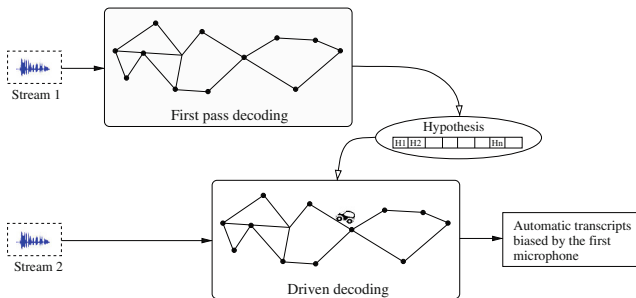 Stream 1
First pass decoding
Hypothesis
H1 H2 Hn
Stream 2
Driven decoding
Automatic transcripts
biased by the first
microphone